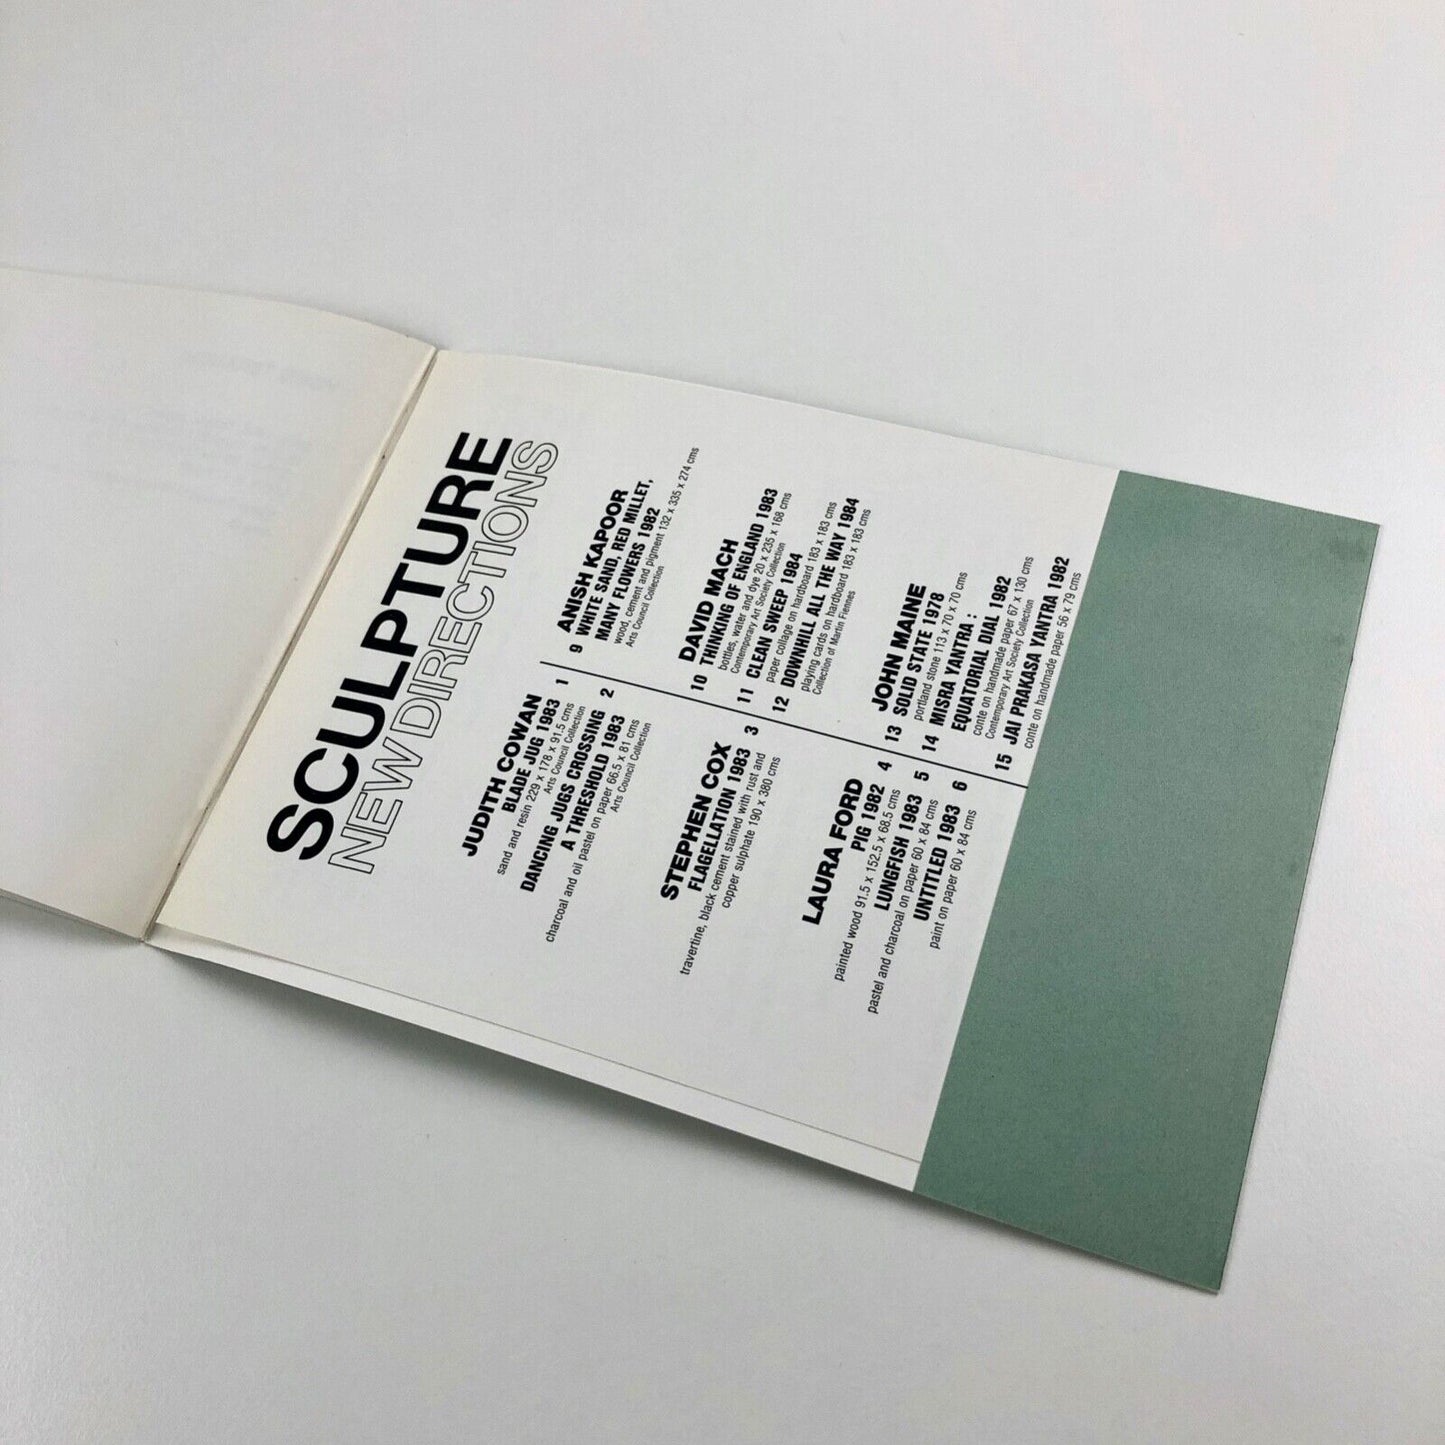 SCULPTURE
NEW DIRECTIONS
JUDITH COWAN
BLADE JUG 1983 1
sand and resin 229 x 178 x 91.5 cms
Arts Council Collection
DANCING JUGS CROSSING 2
A THRESHOLD 1983
charcoal and oil pastel on paper 66.5 x 81 cms
Arts Council Collection
STEPHEN COX
FLAGELLATION 1983 3
travertine, black cement stained with rust and
copper sulphate 190 x 380 cms
LAURA FORD
PIG 1982 4
painted wood 91.5 x 152.5 x 68.5 cms
LUNGFISH 1983 5
pastel and charcoal on paper 60 x 84 cms
UNTITLED 1983 6
paint on paper 60 x 84 cms
ANISH KAPOOR
9 WHITE SAND, RED MILLET,
MANY FLOWERS 1982
wood, cement and pigment 132 x 335 x 274 cms
Arts Council Collection
DAVID MACH
10 THINKING OF ENGLAND 1983
bottles, water and dye 20 x 235 x 168 cms
Contemporary Art Society Collection
11 CLEAN SWEEP 1984
paper collage on hardboard 183 x 183 cms
12 DOWNHILL ALL THE WAY 1984
playing cards on hardboard 183 x 183 cms
Collection of Martin Fiennes
JOHN MAINE
13 SOLID STATE 1978
portland stone 113 x 70 x 70 cms
14 MISRA YANTRA :
EQUATORIAL DIAL 1982
conte on handmade paper 67 x 130 cms
Contemporary Art Society Collection
15 JAI PRAKASA YANTRA 1982
conte on handmade paper 56 x 79 cms